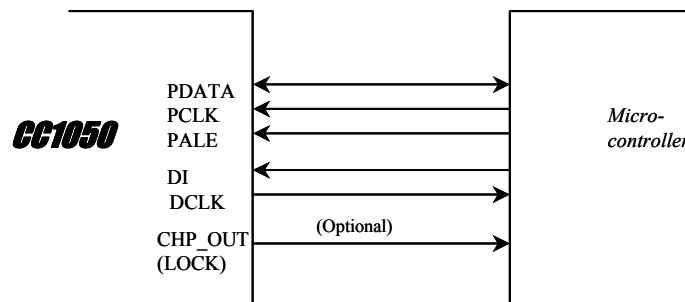 PDATA
PCLK
PALE
CC1050
Micro-
controller
DI
DCLK
(Optional)
CHP_OUT
(LOCK)